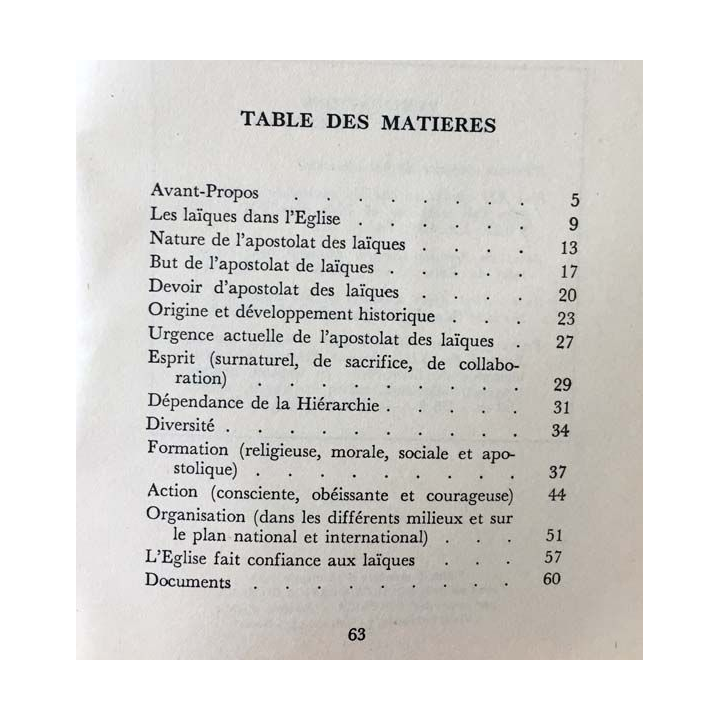 TABLE DES MATIERES
Avant-Propos . . . . . . . . 5
Les laïques dans l'Eglise . . . . . . 9
Nature de l'apostolat des laïques . . . . 13
But de l'apostolat de laïques . . . . . 17
Devoir d'apostolat des laïques . . . . 20
Origine et développement historique . . . 23
Urgence actuelle de l'apostolat des laïques . 27
Esprit (surnaturel, de sacrifice, de collabo-
ration) . . . . . . . . . 29
Dépendance de la Hiérarchie . . . . . 31
Diversité . . . . . . . . . . 34
Formation (religieuse, morale, sociale et apo-
stolique) . . . . . . . . . 37
Action (consciente, obéissante et courageuse) 44
Organisation (dans les différents milieux et sur
le plan national et international) . . . 51
L'Eglise fait confiance aux laïques . . . 57
Documents . . . . . . . . . 60
63